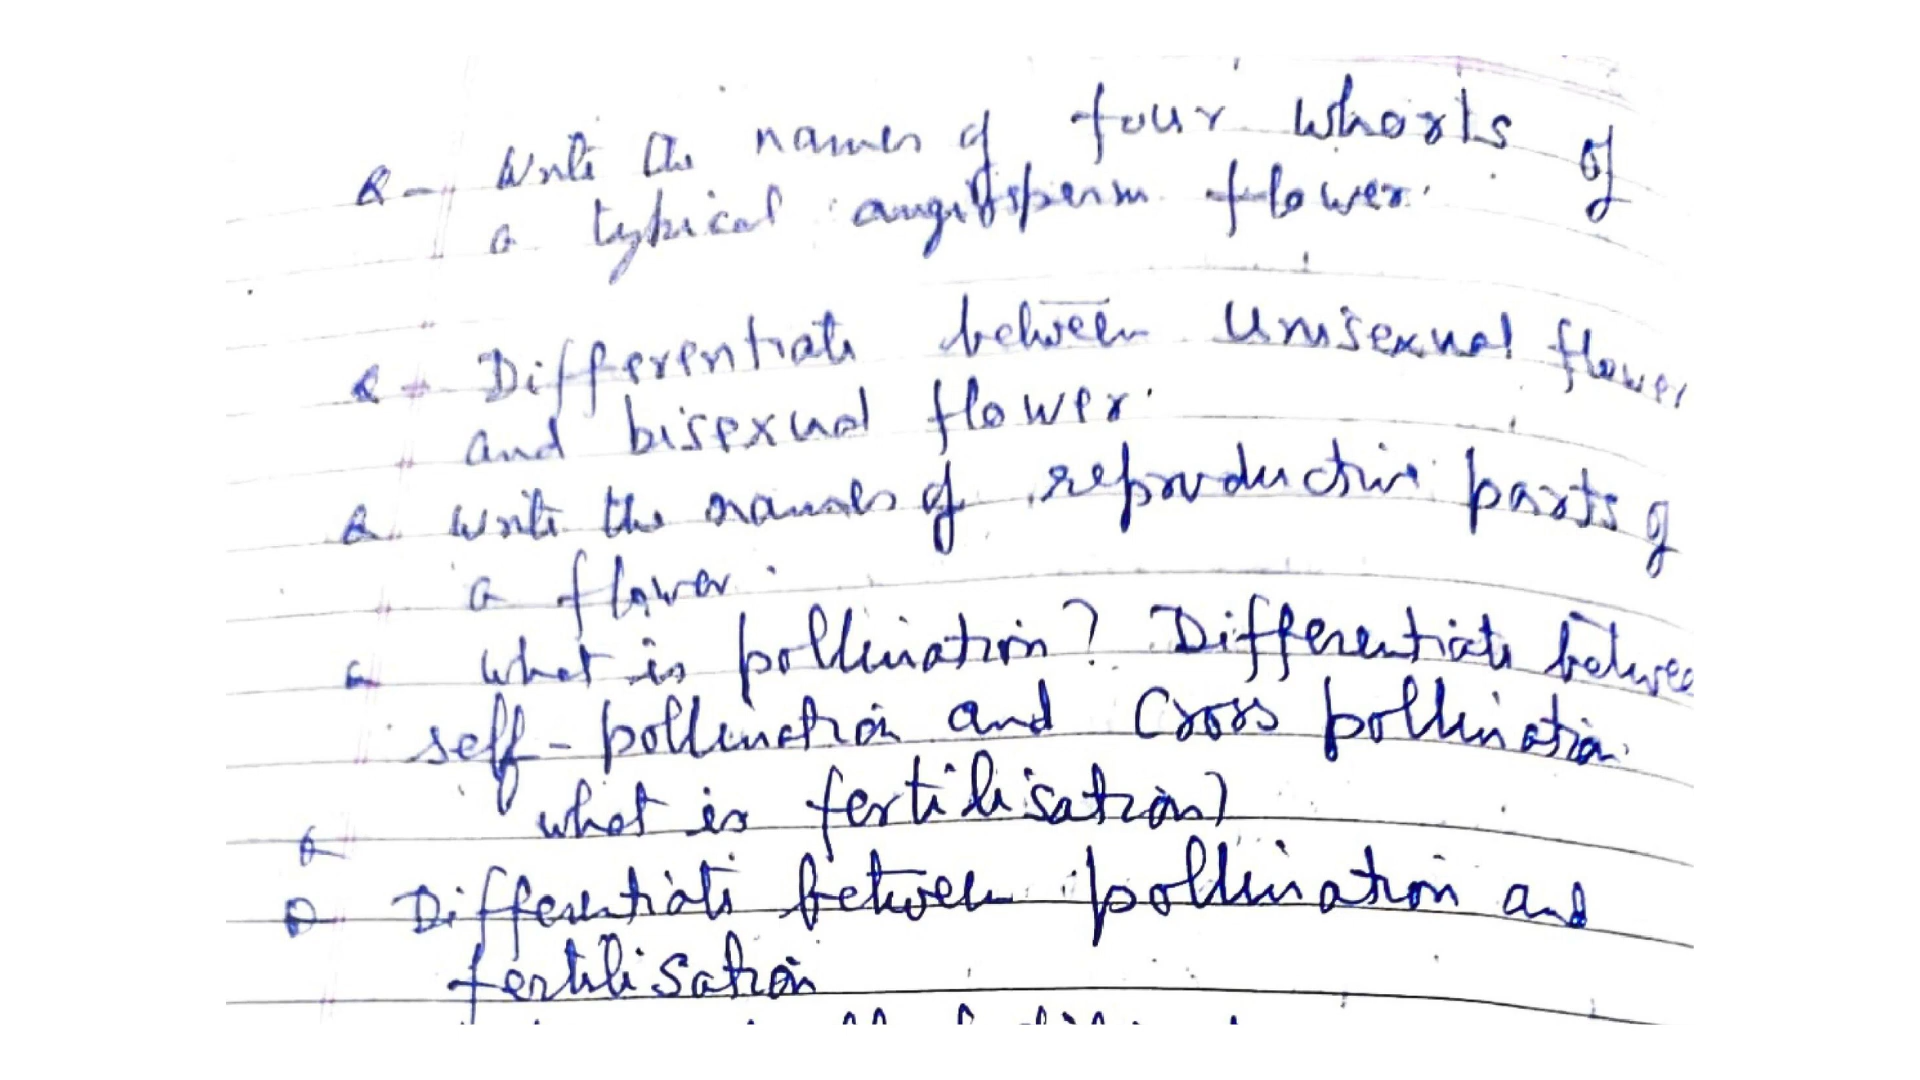 Q- Write the names of four whorls of
a typical angiosperm flower.
Q- Differentiate between Unisexual flower
and bisexual flower.
Q Write the names of reproductive parts of
a flower.
Q What is pollination? Differentiate between
self-pollination and Cross pollination.
Q What is fertilisation?
Q Differentiate between pollination and
fertilisation